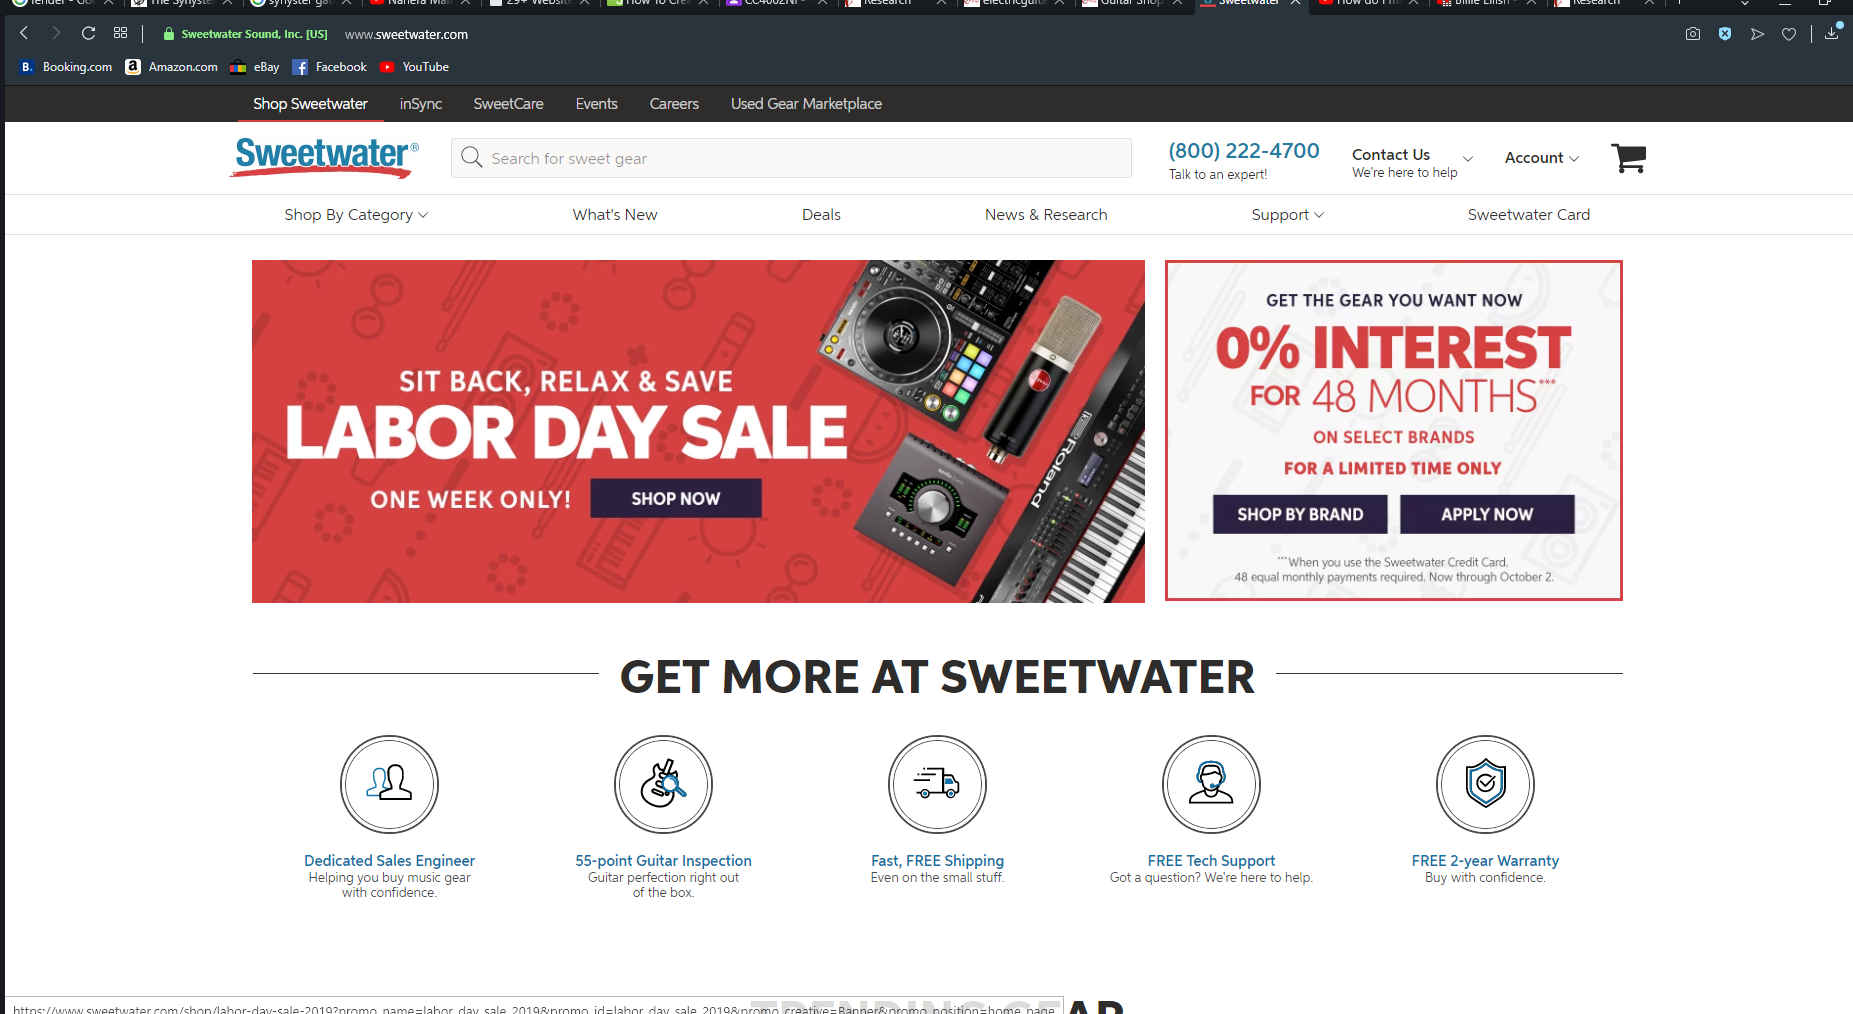 Sweetwater Sound, Inc. [US] www.sweetwater.com
Booking.com Amazon.com eBay Facebook YouTube
Shop Sweetwater inSync SweetCare Events Careers Used Gear Marketplace
Sweetwater®
Search for sweet gear
(800) 222-4700
Talk to an expert!
Contact Us
We're here to help
Account
Shop By Category What's New Deals News & Research Support Sweetwater Card
SIT BACK, RELAX & SAVE
LABOR DAY SALE
ONE WEEK ONLY! SHOP NOW
Roland
GET THE GEAR YOU WANT NOW
0% INTEREST
FOR 48 MONTHS***
ON SELECT BRANDS
FOR A LIMITED TIME ONLY
SHOP BY BRAND APPLY NOW
***When you use the Sweetwater Credit Card.
48 equal monthly payments required. Now through October 2.
GET MORE AT SWEETWATER
Dedicated Sales Engineer
Helping you buy music gear
with confidence.
55-point Guitar Inspection
Guitar perfection right out
of the box.
Fast, FREE Shipping
Even on the small stuff.
FREE Tech Support
Got a question? We're here to help.
FREE 2-year Warranty
Buy with confidence.
TRENDING GEAR
https://www.sweetwater.com/shop/labor-day-sale-2019?promo_name=labor_day_sale_2019&promo_id=labor_day_sale_2019&promo_creative=Banner&promo_position=home_page